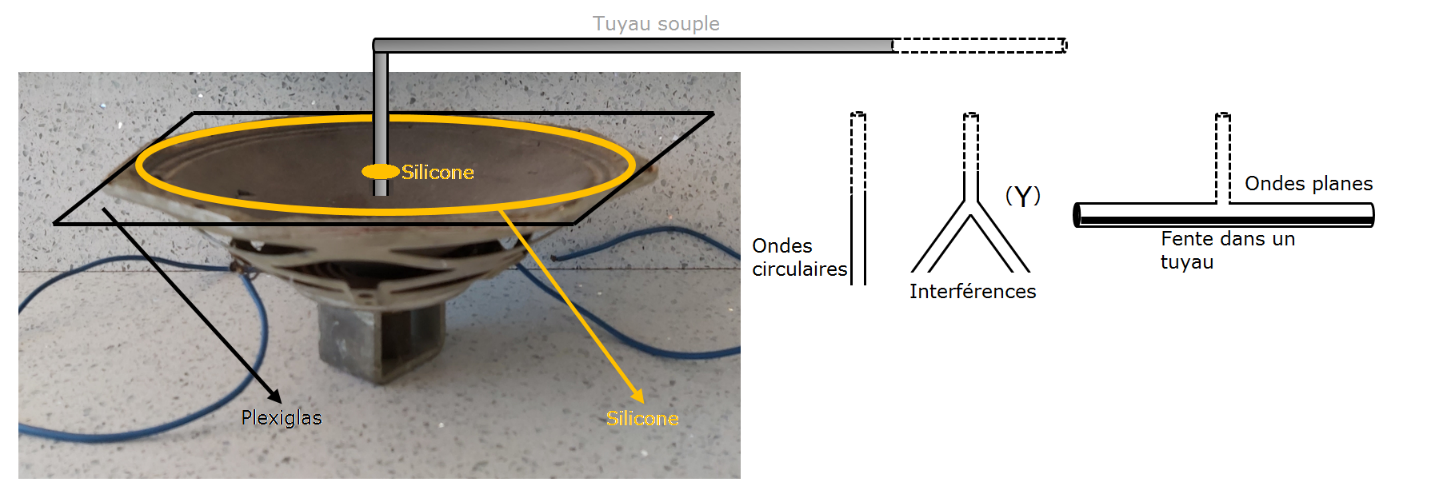 Tuyau souple
Silicone
(Y)
Ondes planes
Ondes
circulaires
Fente dans un
tuyau
Interférences
Plexiglas
Silicone